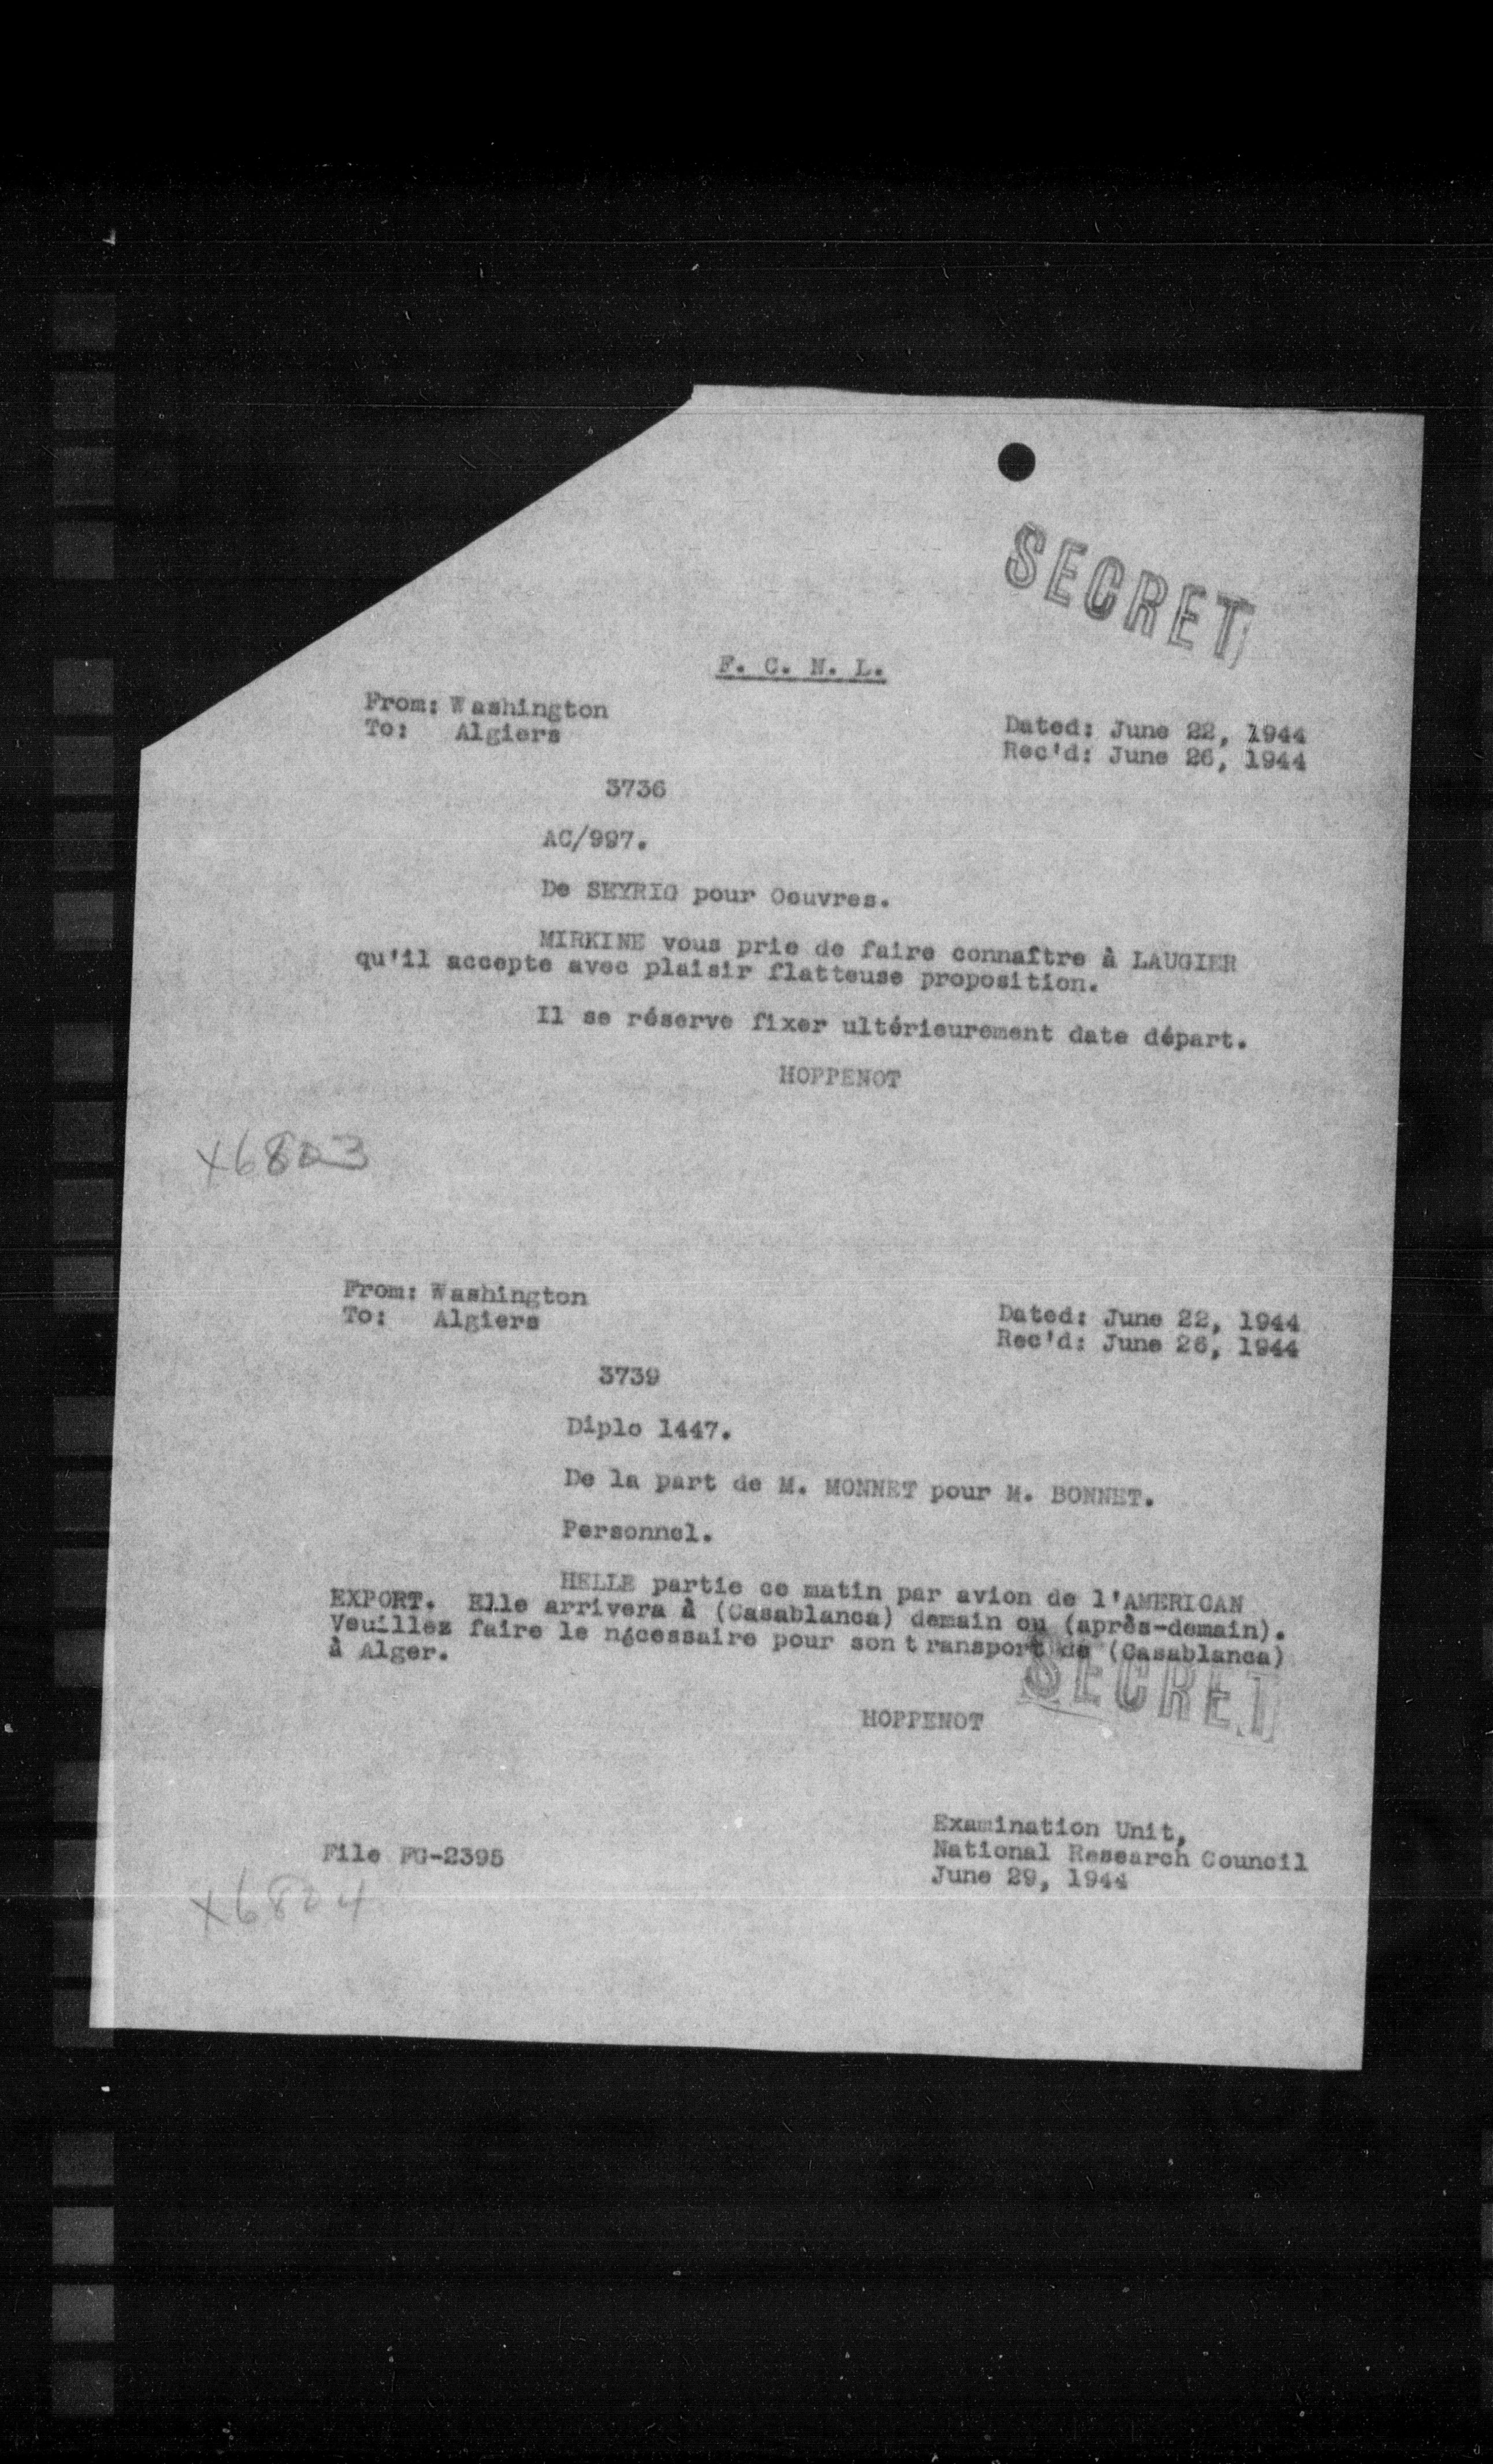 SECRET
F. C. N. L.
From: Washington
To: Algiers
Dated: June 22, 1944
Rec'd: June 26, 1944
3736
AC/997.
De SEYRIG pour Oeuvres.
MIRKINE vous prie de faire connaître à LAUGIER
qu'il accepte avec plaisir flatteuse proposition.
Il se réserve fixer ultérieurement date départ.
HOPPENOT
x6823
From: Washington
To: Algiers
Dated: June 22, 1944
Rec'd: June 26, 1944
3739
Diplo 1447.
De la part de M. MONNET pour M. BONNET.
Personnel.
HELLE partie ce matin par avion de l'AMERICAN
EXPORT. Elle arrivera à (Casablanca) demain ou (après-demain).
Veuillez faire le nécessaire pour son t ransport de (Casablanca)
à Alger.
SECRET
HOPPENOT
Examination Unit,
National Research Council
June 29, 1944
File FG-2395
x6824